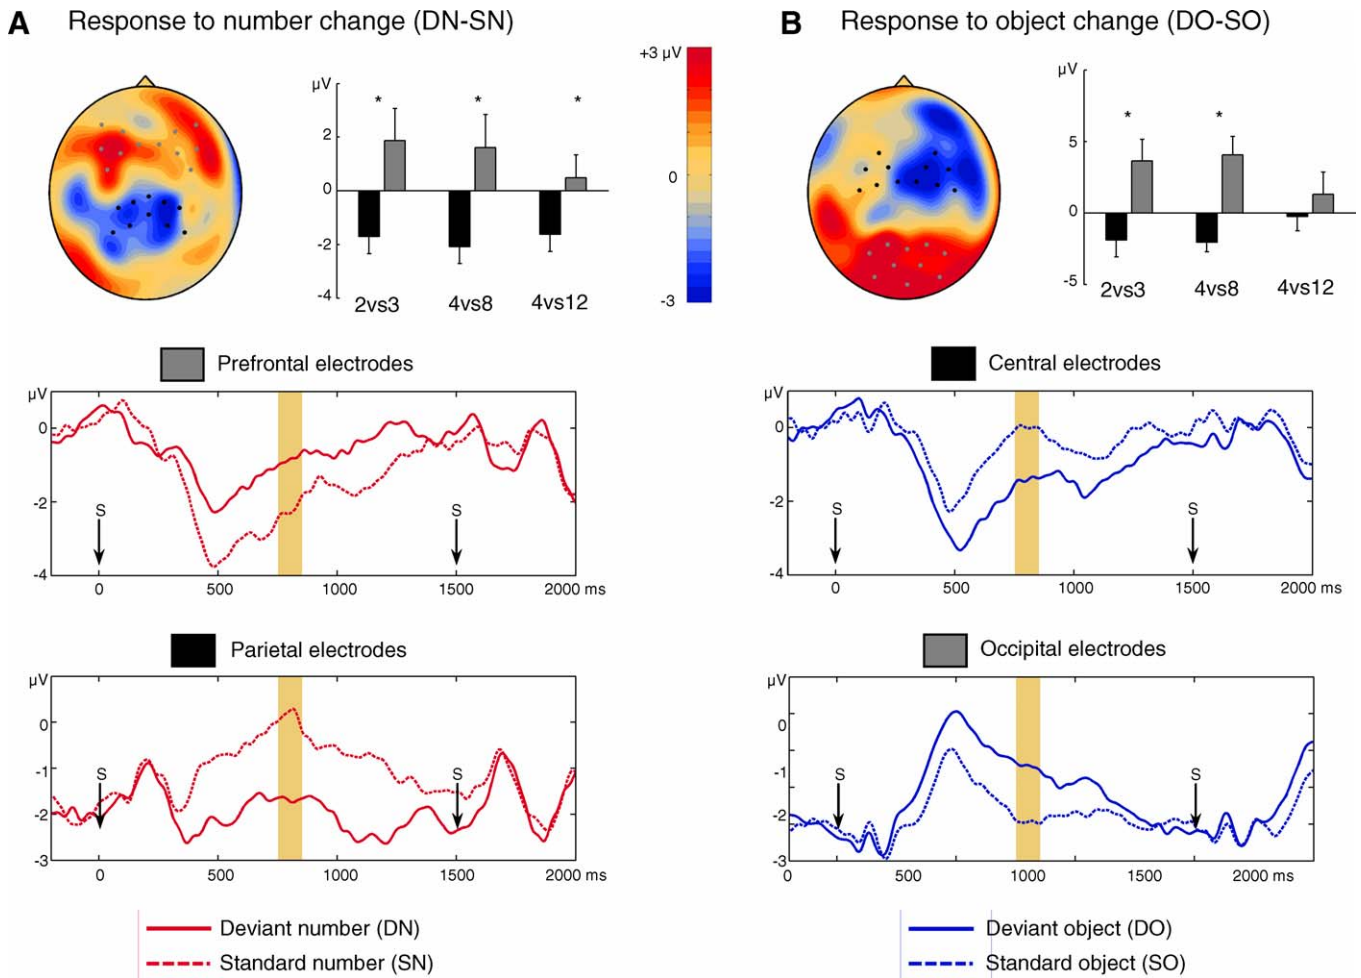 A Response to number change (DN-SN)
µV
2
0
-2
-4
* * *
2vs3 4vs8 4vs12
+3 µV
0
-3
B Response to object change (DO-SO)
µV
5
0
-5
* *
2vs3 4vs8 4vs12
Prefrontal electrodes
µV
0
-2
-4
S S
0 500 1000 1500 2000 ms
Central electrodes
µV
0
-2
-4
S S
0 500 1000 1500 2000 ms
Parietal electrodes
µV
0
-1
-2
-3
S S
0 500 1000 1500 2000 ms
Occipital electrodes
µV
0
-1
-2
-3
S S
0 500 1000 1500 2000 ms
Deviant number (DN)
Standard number (SN)
Deviant object (DO)
Standard object (SO)